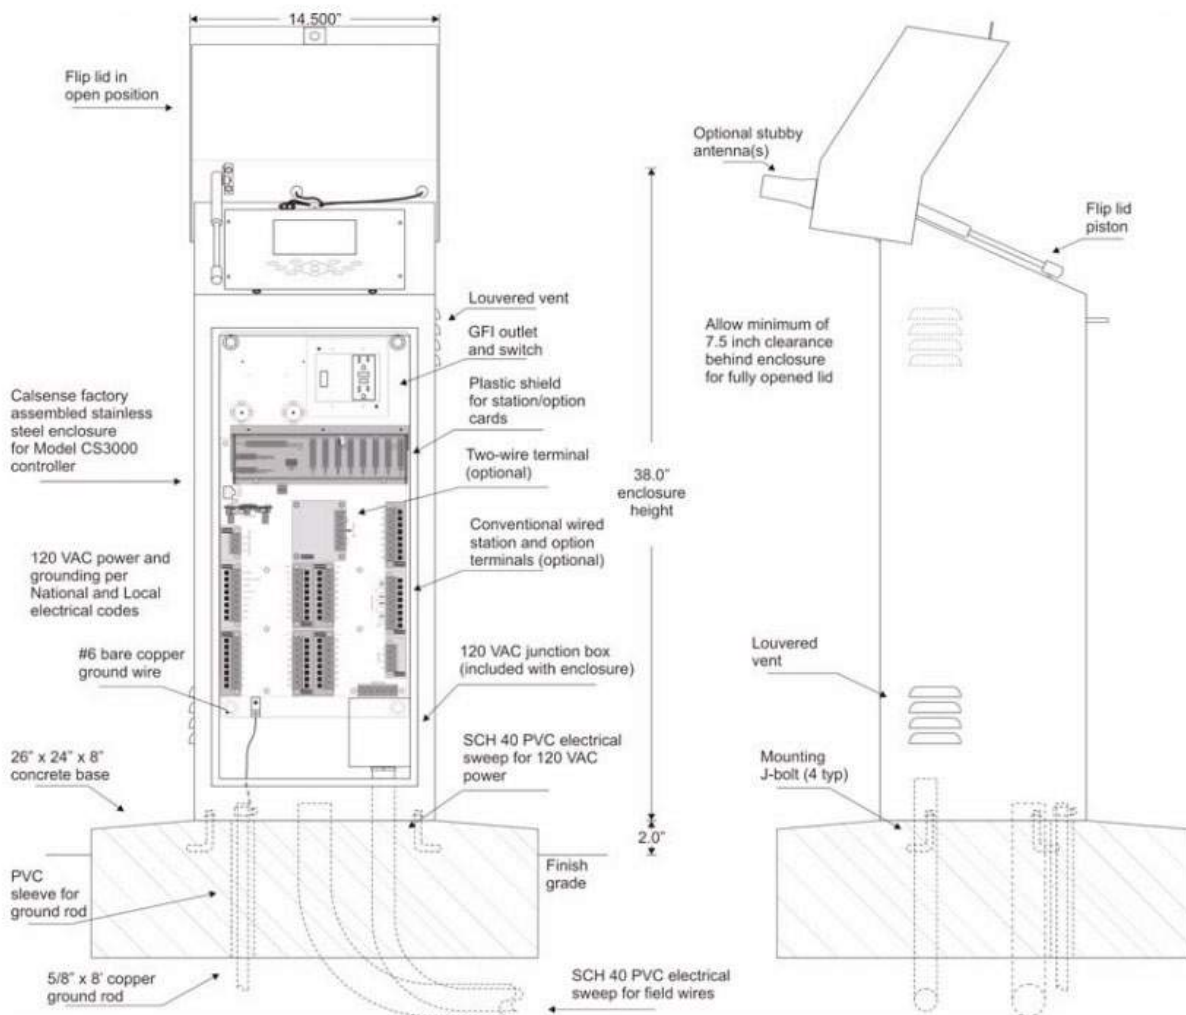 14.500"
Flip lid in
open position
Optional stubby
antenna(s)
Flip lid
piston
Louvered vent
GFI outlet
and switch
Allow minimum of
7.5 inch clearance
behind enclosure
for fully opened lid
Plastic shield
for station/option
cards
Calsense factory
assembled stainless
steel enclosure
for Model CS3000
controller
Two-wire terminal
(optional)
38.0"
enclosure
height
Conventional wired
station and option
terminals (optional)
120 VAC power and
grounding per
National and Local
electrical codes
#6 bare copper
ground wire
120 VAC junction box
(included with enclosure)
Louvered
vent
SCH 40 PVC electrical
sweep for 120 VAC
power
26" x 24" x 8"
concrete base
Mounting
J-bolt (4 typ)
2.0"
Finish
grade
PVC
sleeve for
ground rod
5/8" x 8' copper
ground rod
SCH 40 PVC electrical
sweep for field wires